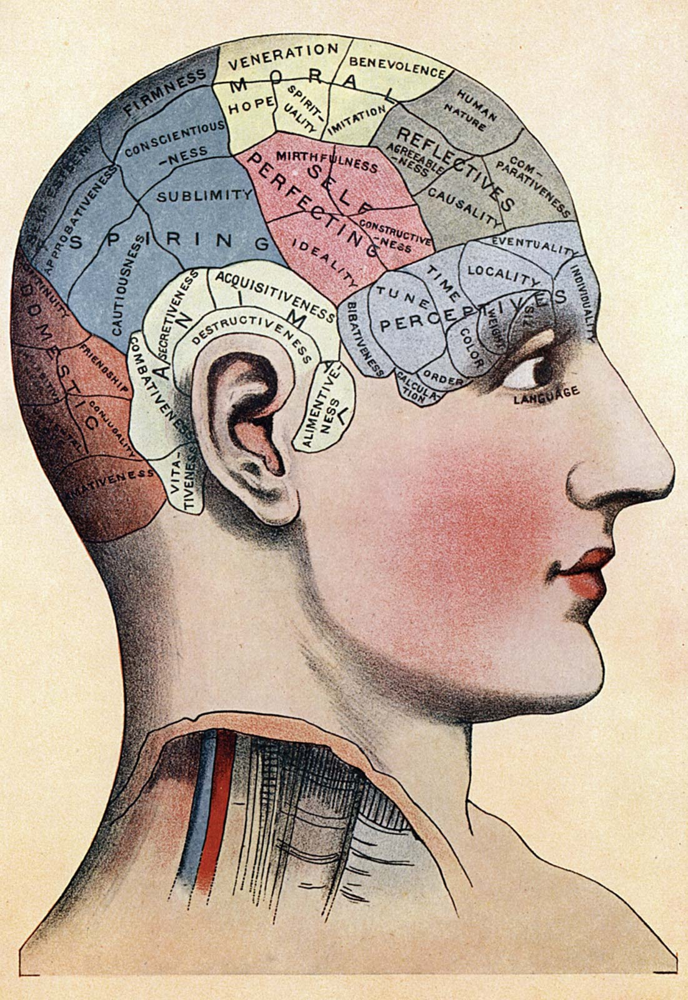 VENERATION
BENEVOLENCE
MORAL
HOPE
SPIRIT-
UALITY
IMITATION
FIRMNESS
CONSCIENTIOUS
-NESS
SELF ESTEEM
APPROBATIVENESS
SUBLIMITY
SPIRING
CAUTIOUSNESS
MIRTHFULNESS
SELF
PERFECTING
CONSTRUCTIVE
-NESS
IDEALITY
HUMAN
NATURE
REFLECTIVES
AGREEABLE
-NESS
COM-
PARATIVENESS
CAUSALITY
EVENTUALITY
INDIVIDUALITY
LOCALITY
TIME
TUNE
PERCEPTIVES
SIZE
WEIGHT
COLOR
ORDER
CALCULA-
TION
BIBATIVENESS
LANGUAGE
ACQUISITIVENESS
SECRETIVENESS
DESTRUCTIVENESS
ANIMAL
COMBATIVENESS
ALIMENTIVE-
NESS
VITA-
TIVENESS
DOMESTIC
FRIENDSHIP
CONJUGALITY
AMATIVENESS